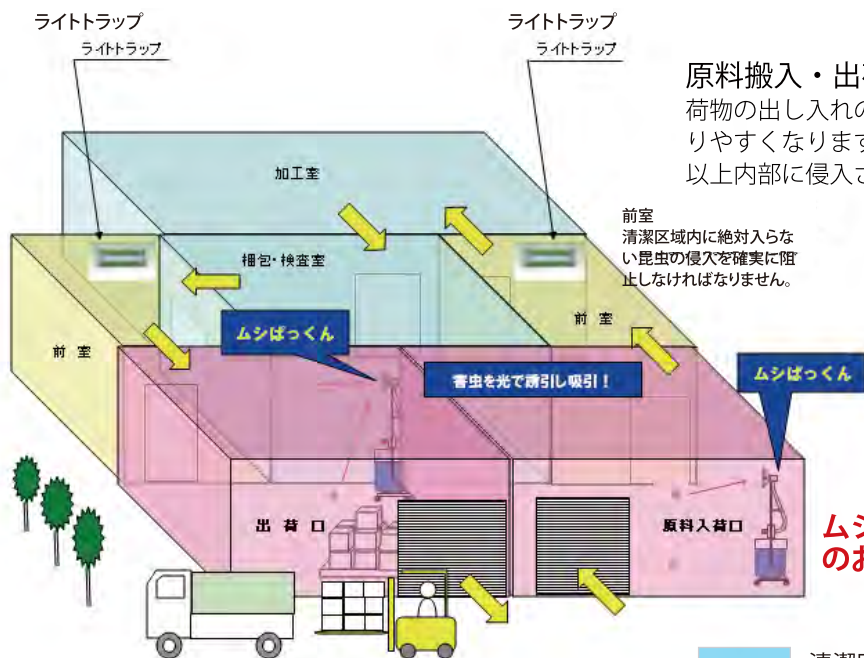 ライトトラップ
ライトトラップ
ライトトラップ
ライトトラップ
原料搬入・出
荷物の出し入れの
りやすくなります
以上内部に侵入さ
加工室
前室
清潔区域内に絶対入らな
い昆虫の侵入を確実に阻
止しなければなりません。
梱包・検査室
前 室
前 室
ムシぱっくん
害虫を光で誘引し吸引！
ムシぱっくん
出 荷 口
原料入荷口
ムシ
のお
清潔